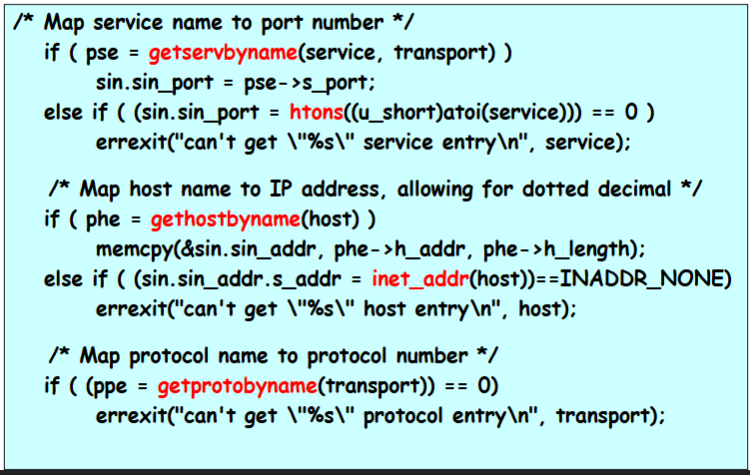 /* Map service name to port number */
if ( pse = getservbyname(service, transport) )
sin.sin_port = pse->s_port;
else if ( (sin.sin_port = htons((u_short)atoi(service))) == 0 )
errexit("can't get \"%s\" service entry\n", service);
/* Map host name to IP address, allowing for dotted decimal */
if ( phe = gethostbyname(host) )
memcpy(&sin.sin_addr, phe->h_addr, phe->h_length);
else if ( (sin.sin_addr.s_addr = inet_addr(host))==INADDR_NONE)
errexit("can't get \"%s\" host entry\n", host);
/* Map protocol name to protocol number */
if ( (ppe = getprotobyname(transport)) == 0)
errexit("can't get \"%s\" protocol entry\n", transport);